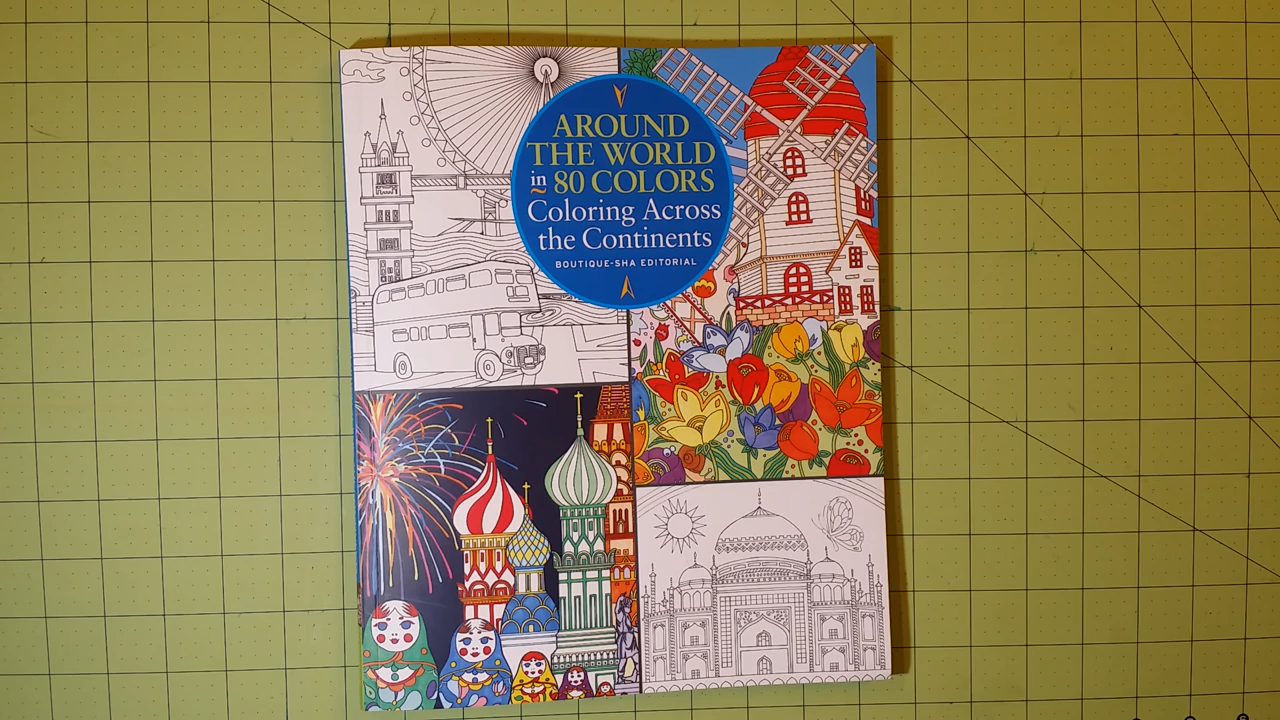 AROUND
THE WORLD
in 80 COLORS
Coloring Across
the Continents
BOUTIQUE-SHA EDITORIAL